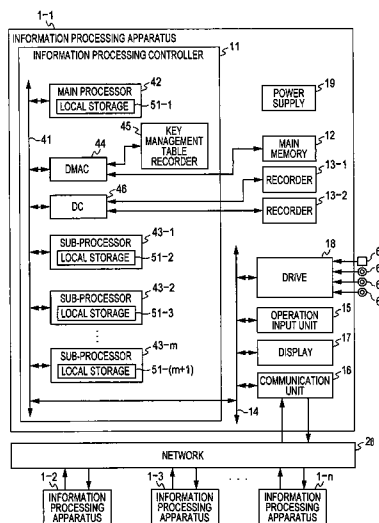 1-1
INFORMATION PROCESSING APPARATUS
INFORMATION PROCESSING CONTROLLER
11
MAIN PROCESSOR
42
LOCAL STORAGE
51-1
41
44
45
KEY
MANAGEMENT
TABLE
RECORDER
DMAC
46
DC
19
POWER
SUPPLY
12
MAIN
MEMORY
13-1
RECORDER
13-2
RECORDER
43-1
SUB-PROCESSOR
LOCAL STORAGE
51-2
43-2
SUB-PROCESSOR
LOCAL STORAGE
51-3
43-m
SUB-PROCESSOR
LOCAL STORAGE
51-(m+1)
18
DRIVE
6
6
6
6
15
OPERATION
INPUT UNIT
17
DISPLAY
16
COMMUNICATION
UNIT
14
NETWORK
1-2
INFORMATION
PROCESSING
APPARATUS
1-3
INFORMATION
PROCESSING
APPARATUS
1-n
INFORMATION
PROCESSING
APPARATUS